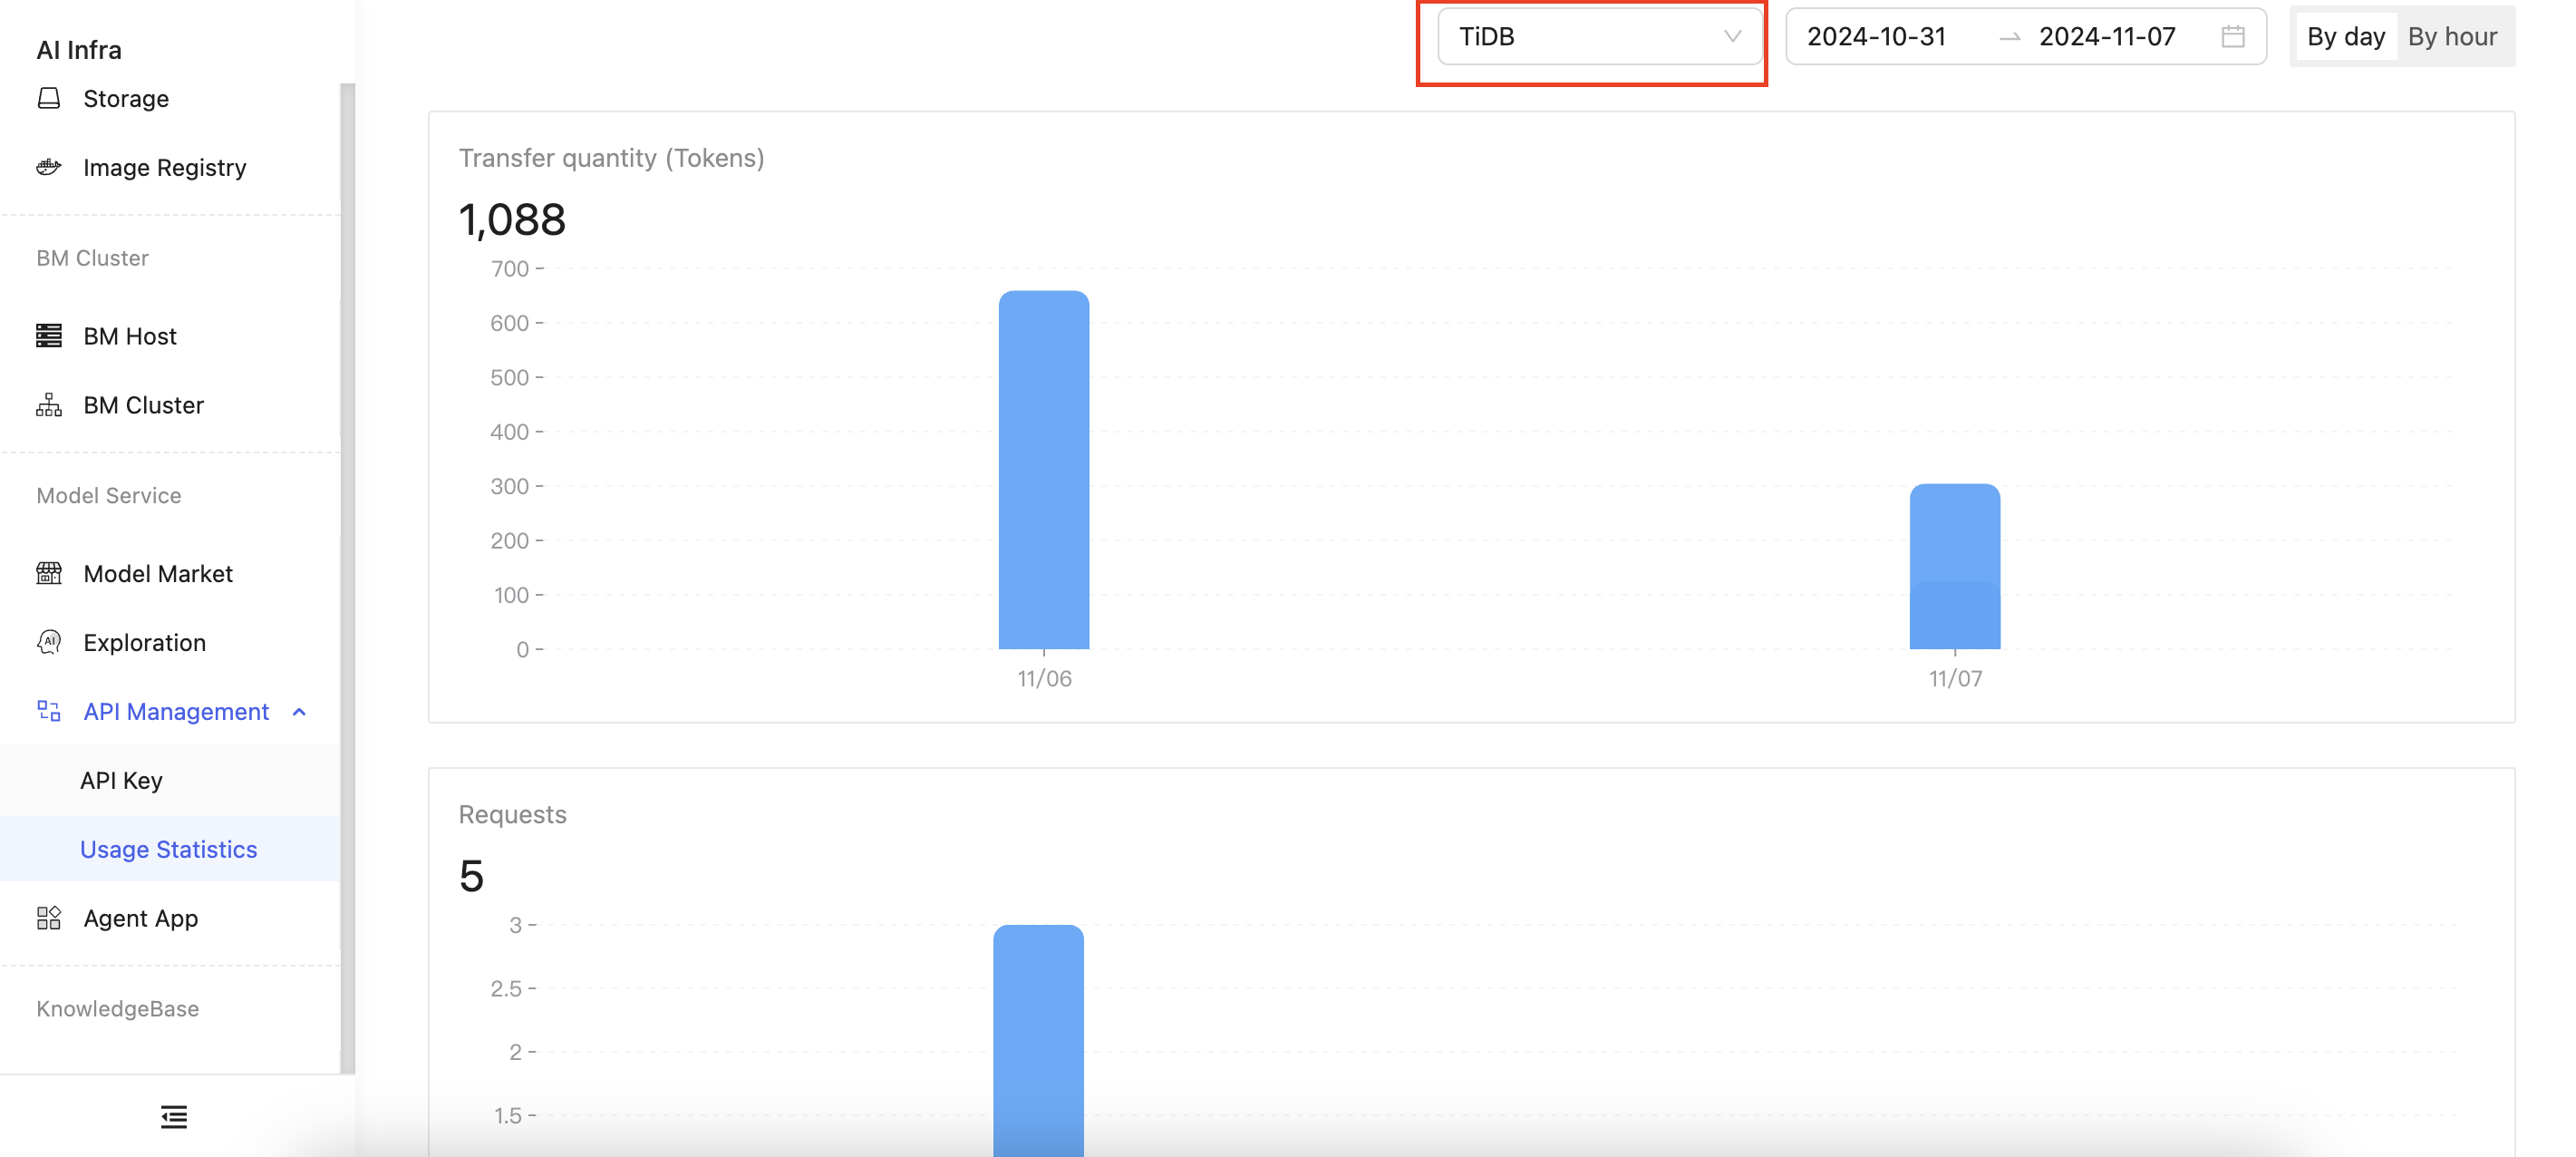 AI Infra
Storage
Image Registry
BM Cluster
BM Host
BM Cluster
Model Service
Model Market
Exploration
API Management
API Key
Usage Statistics
Agent App
KnowledgeBase
TiDB
2024-10-31
2024-11-07
By day
By hour
Transfer quantity (Tokens)
1,088
700
600
500
400
300
200
100
0
11/06
11/07
Requests
5
3
2.5
2
1.5